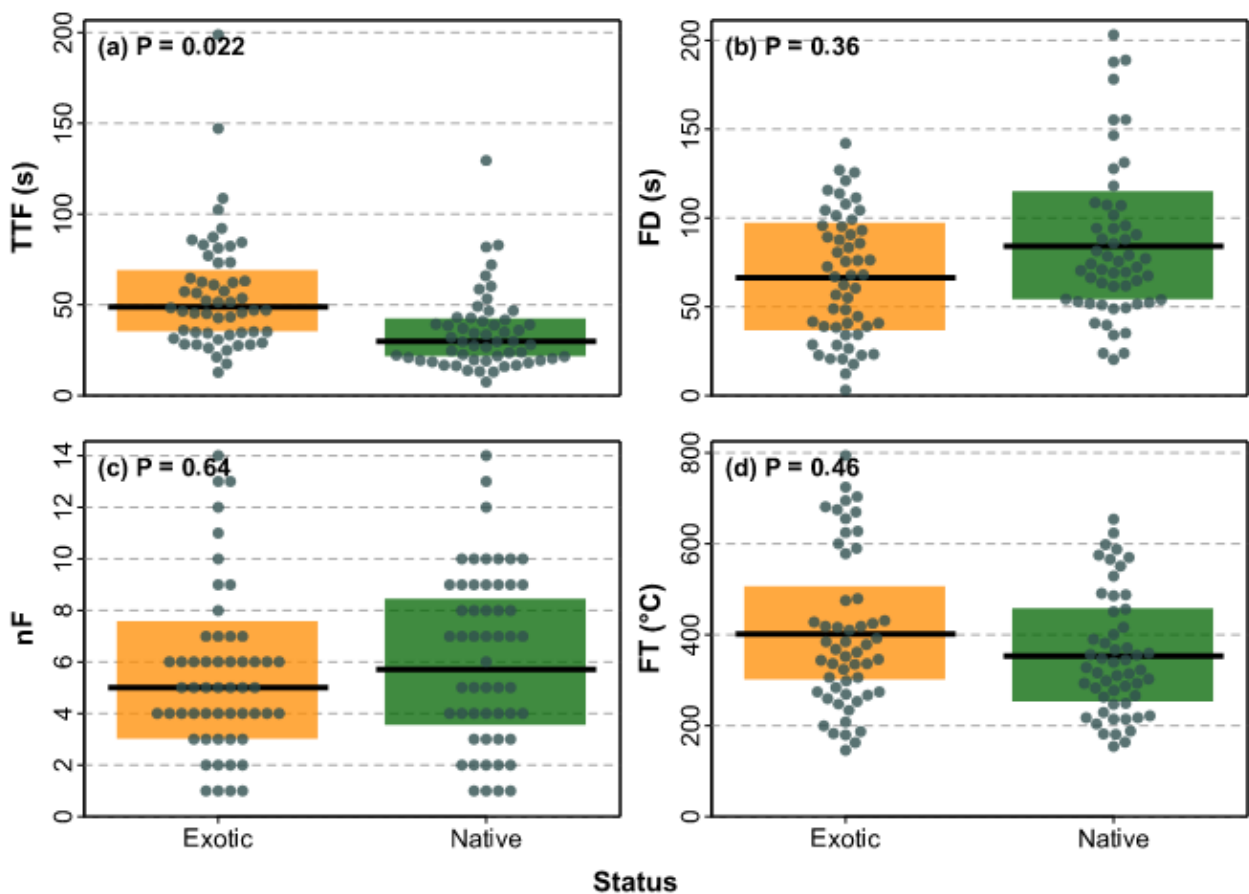 (a) P = 0.022
TTF (s)
200
150
100
50
0
(b) P = 0.36
FD (s)
200
150
100
50
0
(c) P = 0.64
nF
14
12
10
8
6
4
2
0
Exotic
Native
(d) P = 0.46
FT (°C)
800
600
400
200
0
Exotic
Native
Status